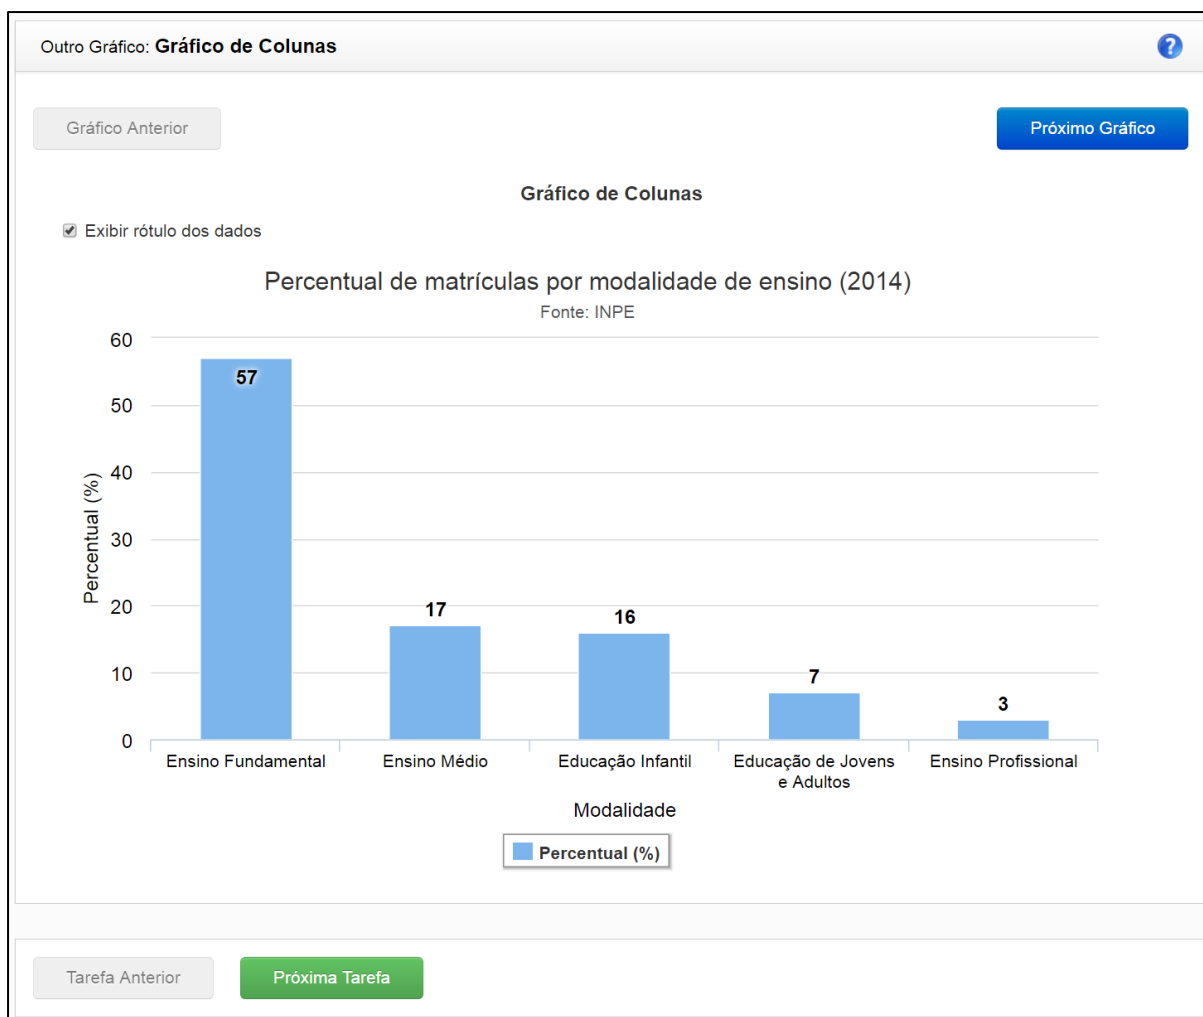 Outro Gráfico: Gráfico de Colunas
?
Gráfico Anterior
Próximo Gráfico
Gráfico de Colunas
Exibir rótulo dos dados
Percentual de matrículas por modalidade de ensino (2014)
Fonte: INPE
Percentual (%)
60
50
40
30
20
10
0
57
17
16
7
3
Ensino Fundamental
Ensino Médio
Educação Infantil
Educação de Jovens
e Adultos
Ensino Profissional
Modalidade
Percentual (%)
Tarefa Anterior
Próxima Tarefa